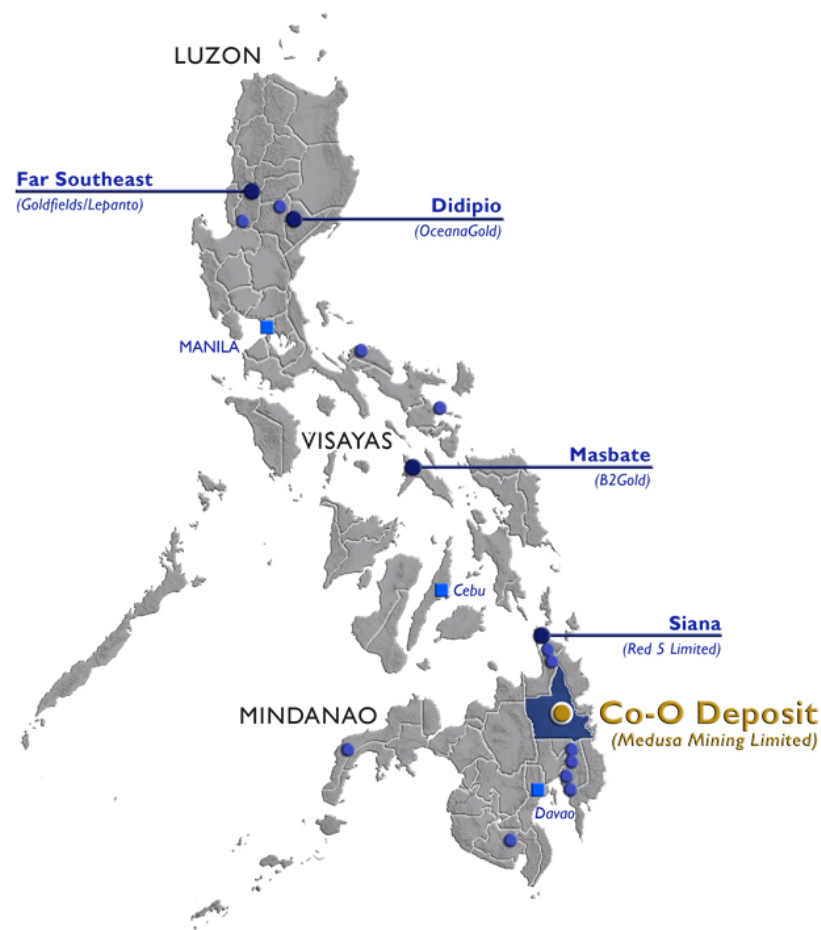 LUZON
Far Southeast
(Goldfields/Lepanto)
Didipio
(OceanaGold)
MANILA
VISAYAS
Masbate
(B2Gold)
Cebu
Siana
(Red 5 Limited)
MINDANAO
Co-O Deposit
(Medusa Mining Limited)
Davao